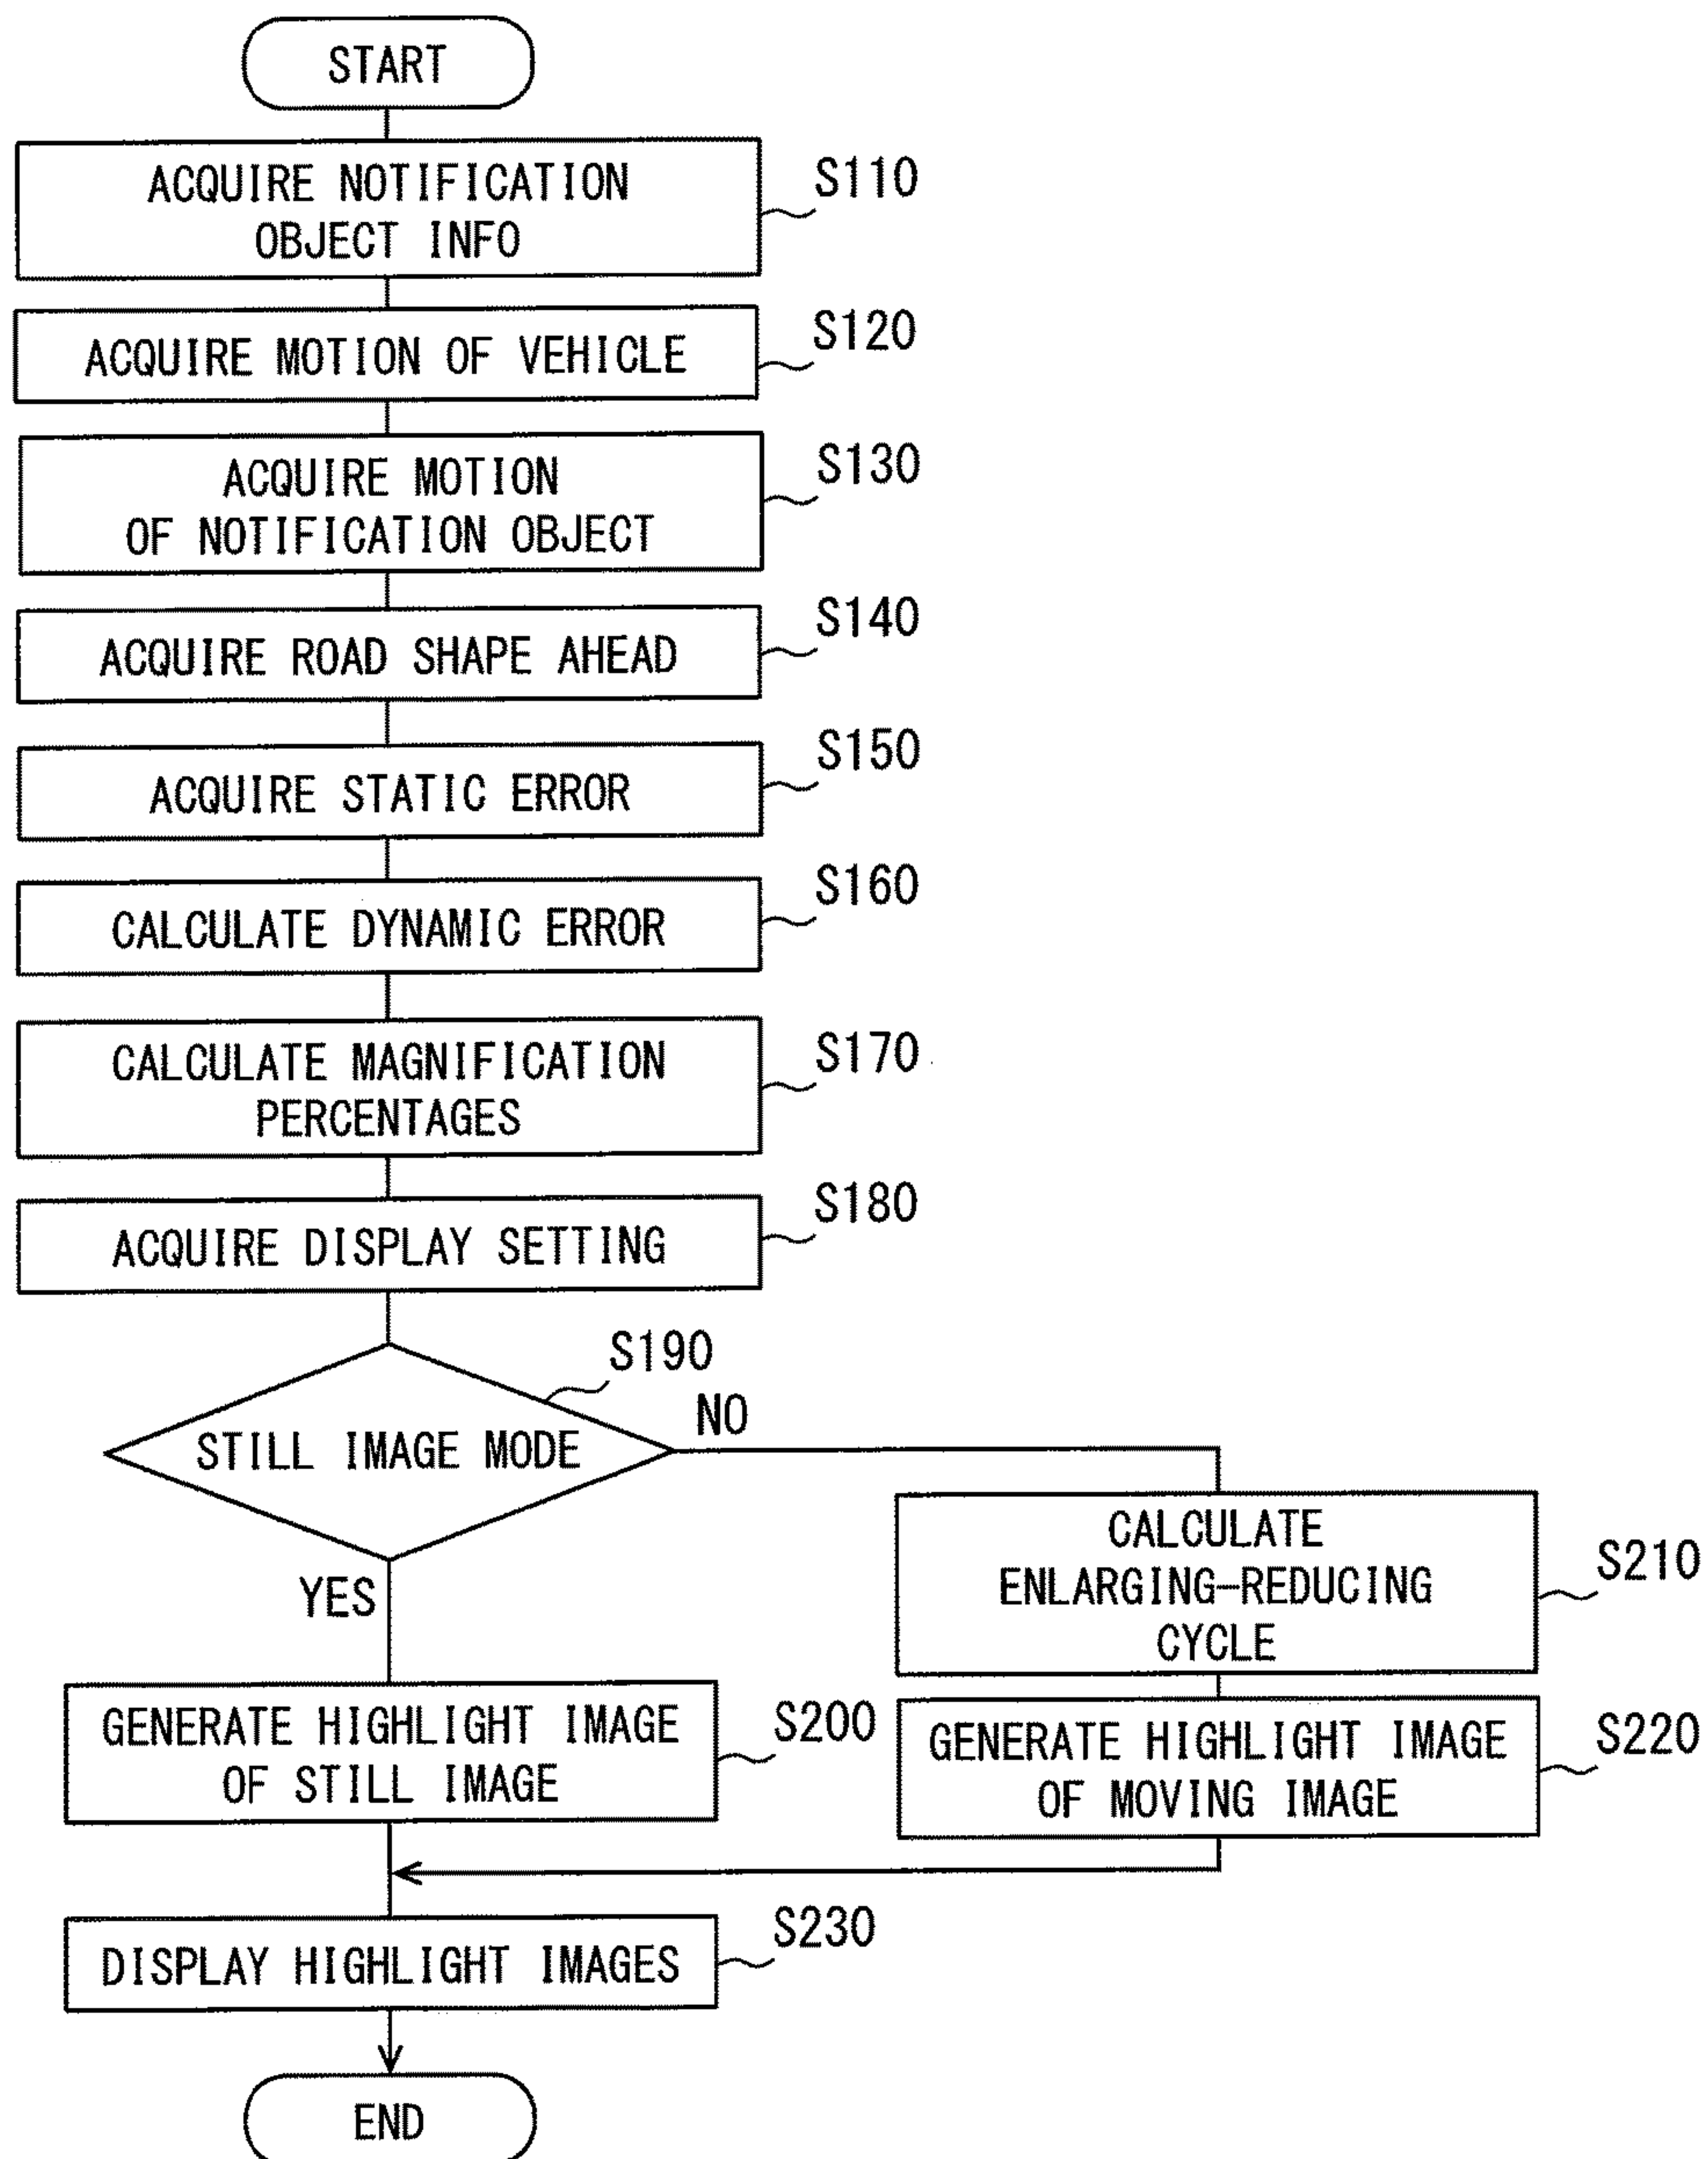 START
ACQUIRE NOTIFICATION
OBJECT INFO
S110
ACQUIRE MOTION OF VEHICLE
S120
ACQUIRE MOTION
OF NOTIFICATION OBJECT
S130
ACQUIRE ROAD SHAPE AHEAD
S140
ACQUIRE STATIC ERROR
S150
CALCULATE DYNAMIC ERROR
S160
CALCULATE MAGNIFICATION
PERCENTAGES
S170
ACQUIRE DISPLAY SETTING
S180
STILL IMAGE MODE
S190
NO
YES
CALCULATE
ENLARGING-REDUCING
CYCLE
S210
GENERATE HIGHLIGHT IMAGE
OF STILL IMAGE
S200
GENERATE HIGHLIGHT IMAGE
OF MOVING IMAGE
S220
DISPLAY HIGHLIGHT IMAGES
S230
END